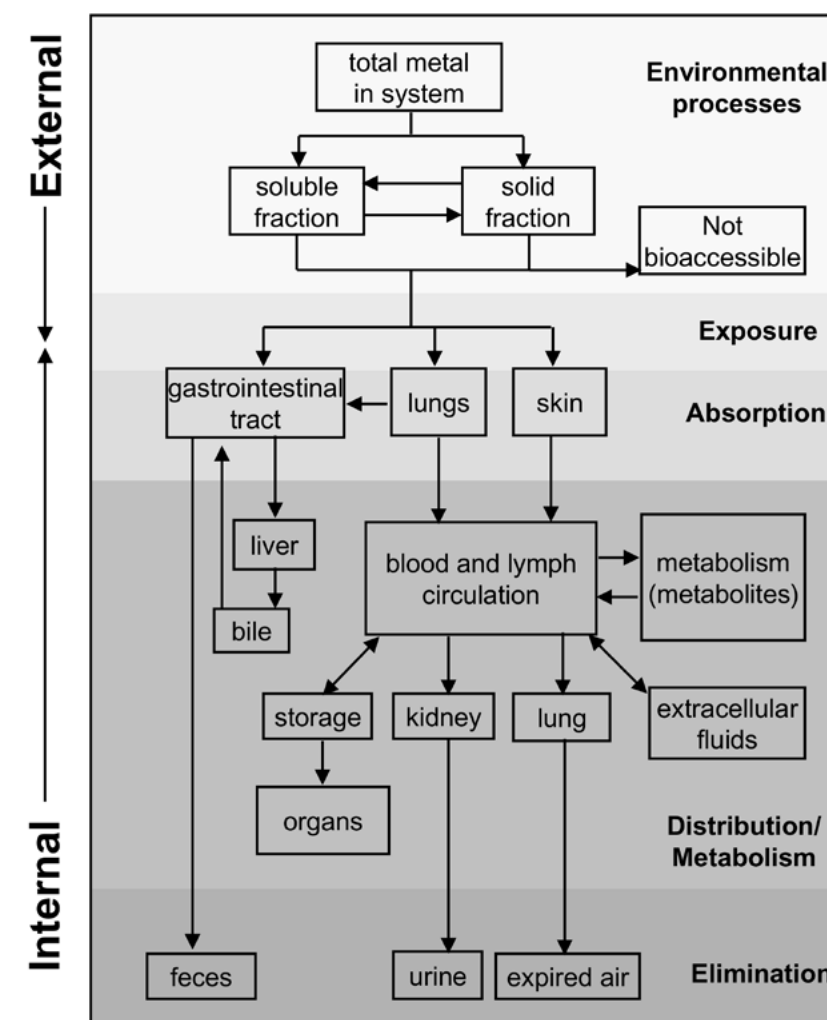 External
Internal
total metal
in system
Environmental
processes
soluble
fraction
solid
fraction
Not
bioaccessible
Exposure
gastrointestinal
tract
lungs
skin
Absorption
liver
bile
blood and lymph
circulation
metabolism
(metabolites)
storage
kidney
lung
extracellular
fluids
organs
Distribution/
Metabolism
feces
urine
expired air
Elimination